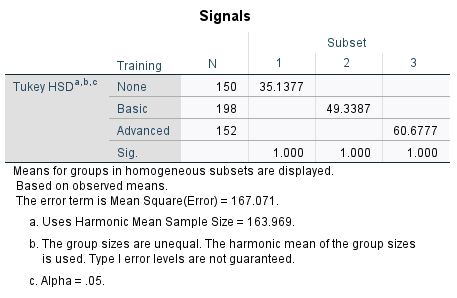 Signals
Subset
Training N 1 2 3
Tukey HSDa,b,c None 150 35.1377
Basic 198 49.3387
Advanced 152 60.6777
Sig. 1.000 1.000 1.000
Means for groups in homogeneous subsets are displayed.
Based on observed means.
The error term is Mean Square(Error) = 167.071.
a. Uses Harmonic Mean Sample Size = 163.969.
b. The group sizes are unequal. The harmonic mean of the group sizes
is used. Type I error levels are not guaranteed.
c. Alpha = .05.